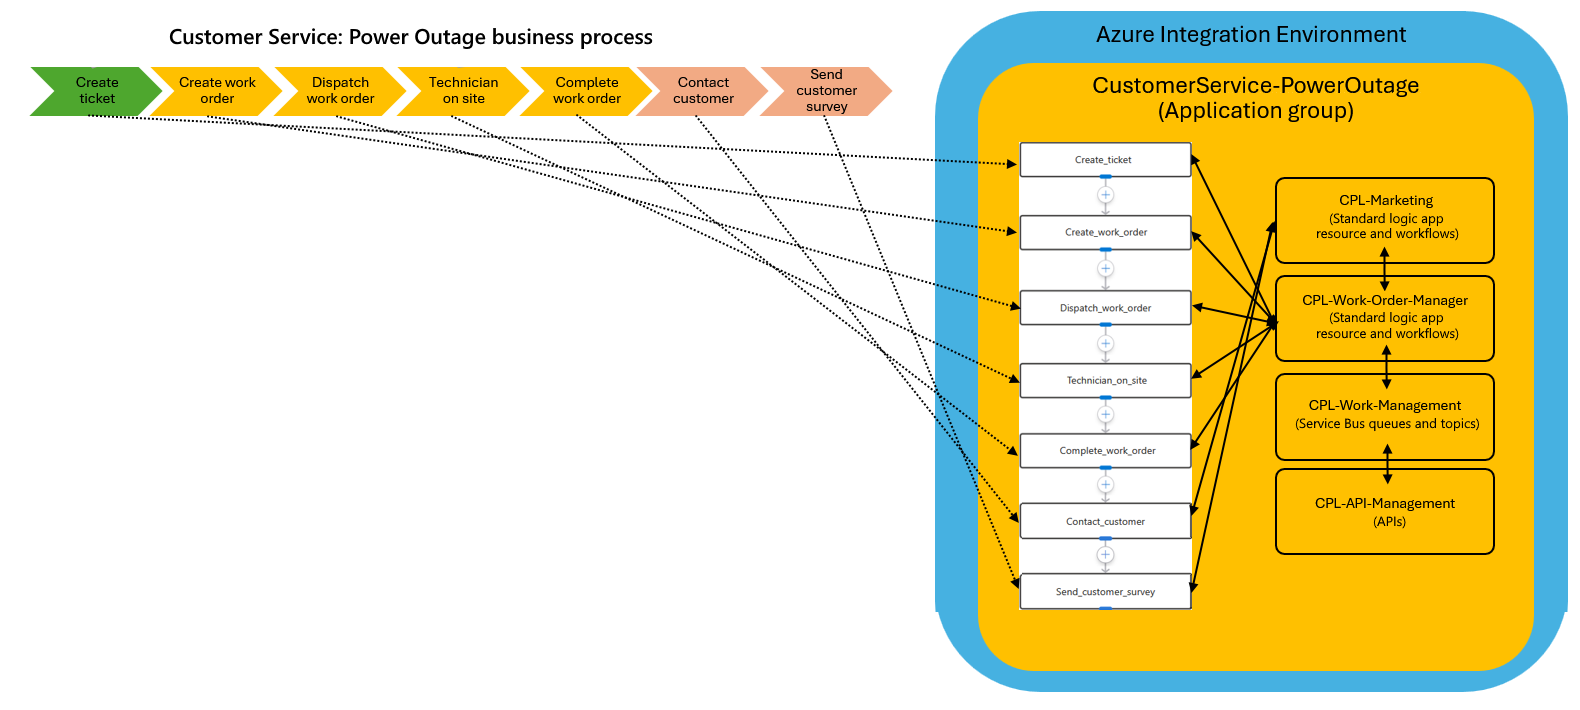 Customer Service: Power Outage business process
Create
ticket
Create work
order
Dispatch
work order
Technician
on site
Complete
work order
Contact
customer
Send
customer
survey
Azure Integration Environment
CustomerService-PowerOutage
(Application group)
Create_ticket
Create_work_order
Dispatch_work_order
Technician_on_site
Complete_work_order
Contact_customer
Send_customer_survey
CPL-Marketing
(Standard logic app
resource and workflows)
CPL-Work-Order-Manager
(Standard logic app
resource and workflows)
CPL-Work-Management
(Service Bus queues and topics)
CPL-API-Management
(APIs)